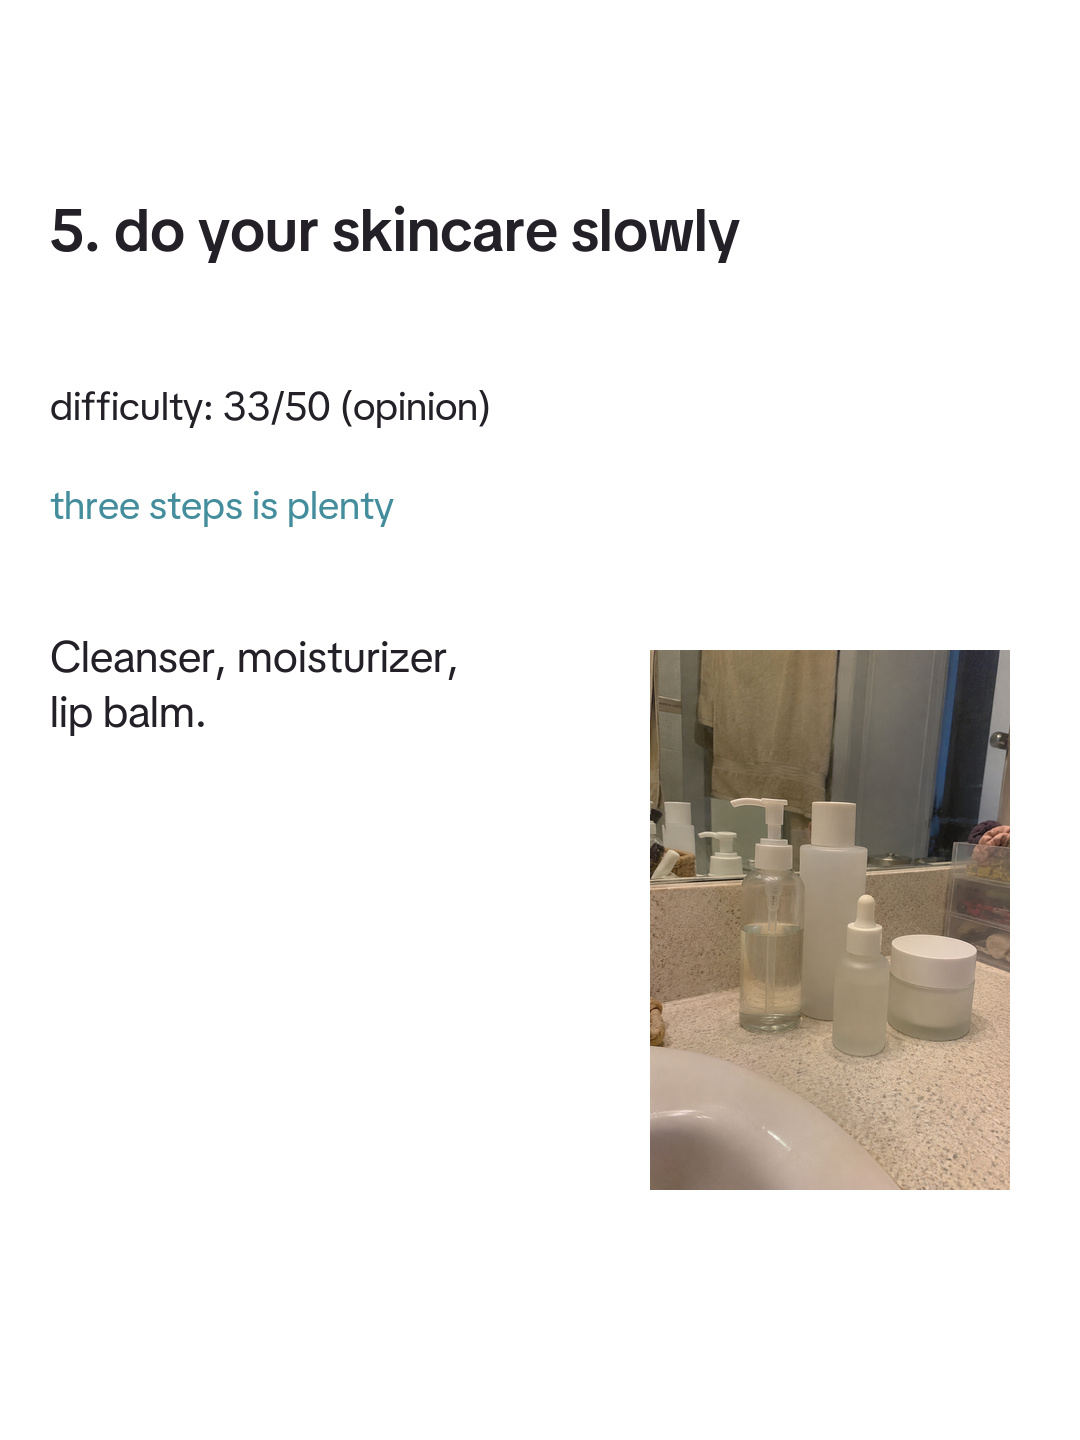 5. do your skincare slowly
difficulty: 33/50 (opinion)
three steps is plenty
Cleanser, moisturizer,
lip balm.